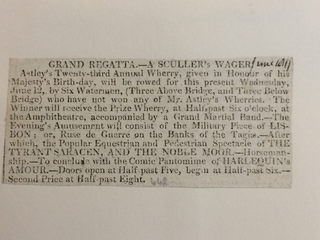 GRAND REGATTA.—A SCULLER'S WAGER.
Astley's Twenty-third Annual Wherry, given in Honour of his
Majesty's Birth-day, will be rowed for this present Wednesday,
June 12, by Six Watermen, (Three Above Bridge, and Three Below
Bridge) who have not won any of Mr. Astley's Wherries. The
Winner will receive the Prize Wherry, at Half-past Six o'clock, at
the Amphitheatre, accompanied by a Grand Martial Band.—The
Evening's Amusement will consist of the Military Piece of LIS-
BON; or, Ruse de Guerre on the Banks of the Tagus.—After
which, the Popular Equestrian and Pedestrian Spectacle of THE
TYRANT SARACEN, AND THE NOBLE MOOR.—Horseman-
ship.—To conclude with the Comic Pantomime of HARLEQUIN'S
AMOUR.—Doors open at Half-past Five, begin at Half-past Six.—
Second Price at Half-past Eight.